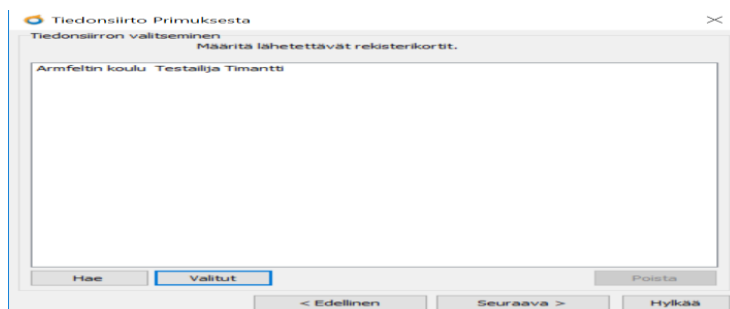 Tiedonsiirto Primuksesta
Tiedonsiirron valitseminen
Määritä lähetettävät rekisterikortit.
Armfeltin koulu Testailija Timantti
Hae Valitut Poista
< Edellinen Seuraava > Hylkää